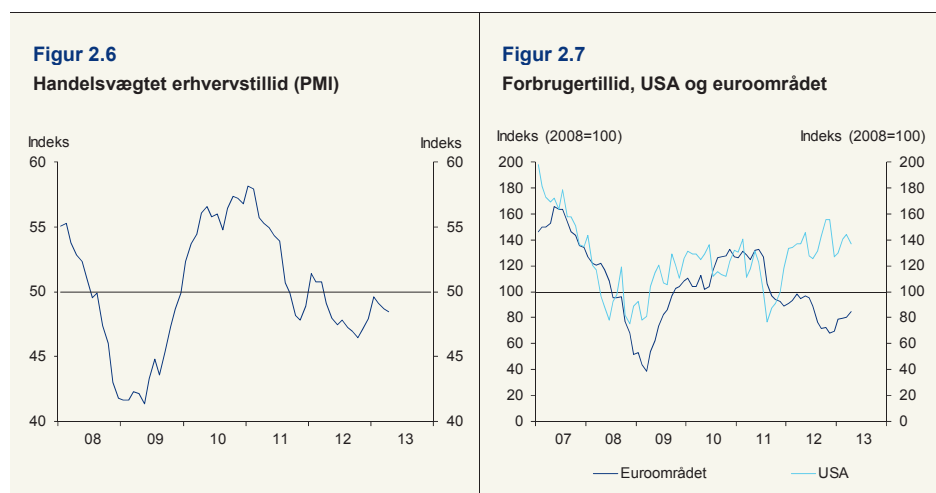 Figur 2.6
Handelsvægtet erhvervstillid (PMI)
Indeks Indeks
60 60
55 55
50 50
45 45
40 40
08 09 10 11 12 13
Figur 2.7
Forbrugertillid, USA og euroområdet
Indeks (2008=100) Indeks (2008=100)
200 200
180 180
160 160
140 140
120 120
100 100
80 80
60 60
40 40
20 20
0 0
07 08 09 10 11 12 13
Euroområdet USA